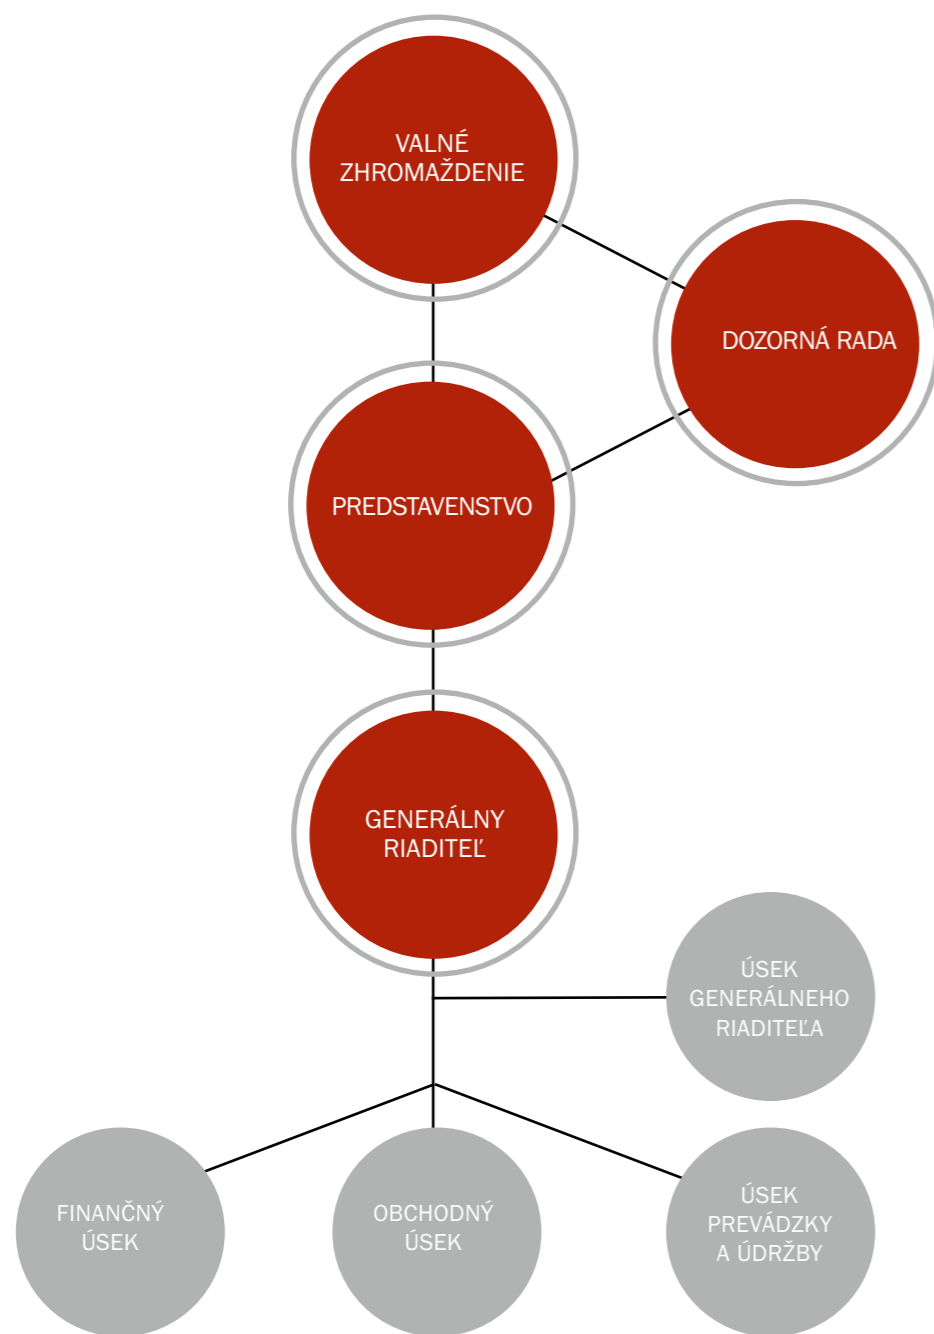 VALNÉ
ZHROMAŽDENIE
DOZORNÁ RADA
PREDSTAVENSTVO
GENERÁLNY
RIADITEĽ
ÚSEK
GENERÁLNEHO
RIADITEĽA
FINANČNÝ
ÚSEK
OBCHODNÝ
ÚSEK
ÚSEK
PREVÁDZKY
A ÚDRŽBY